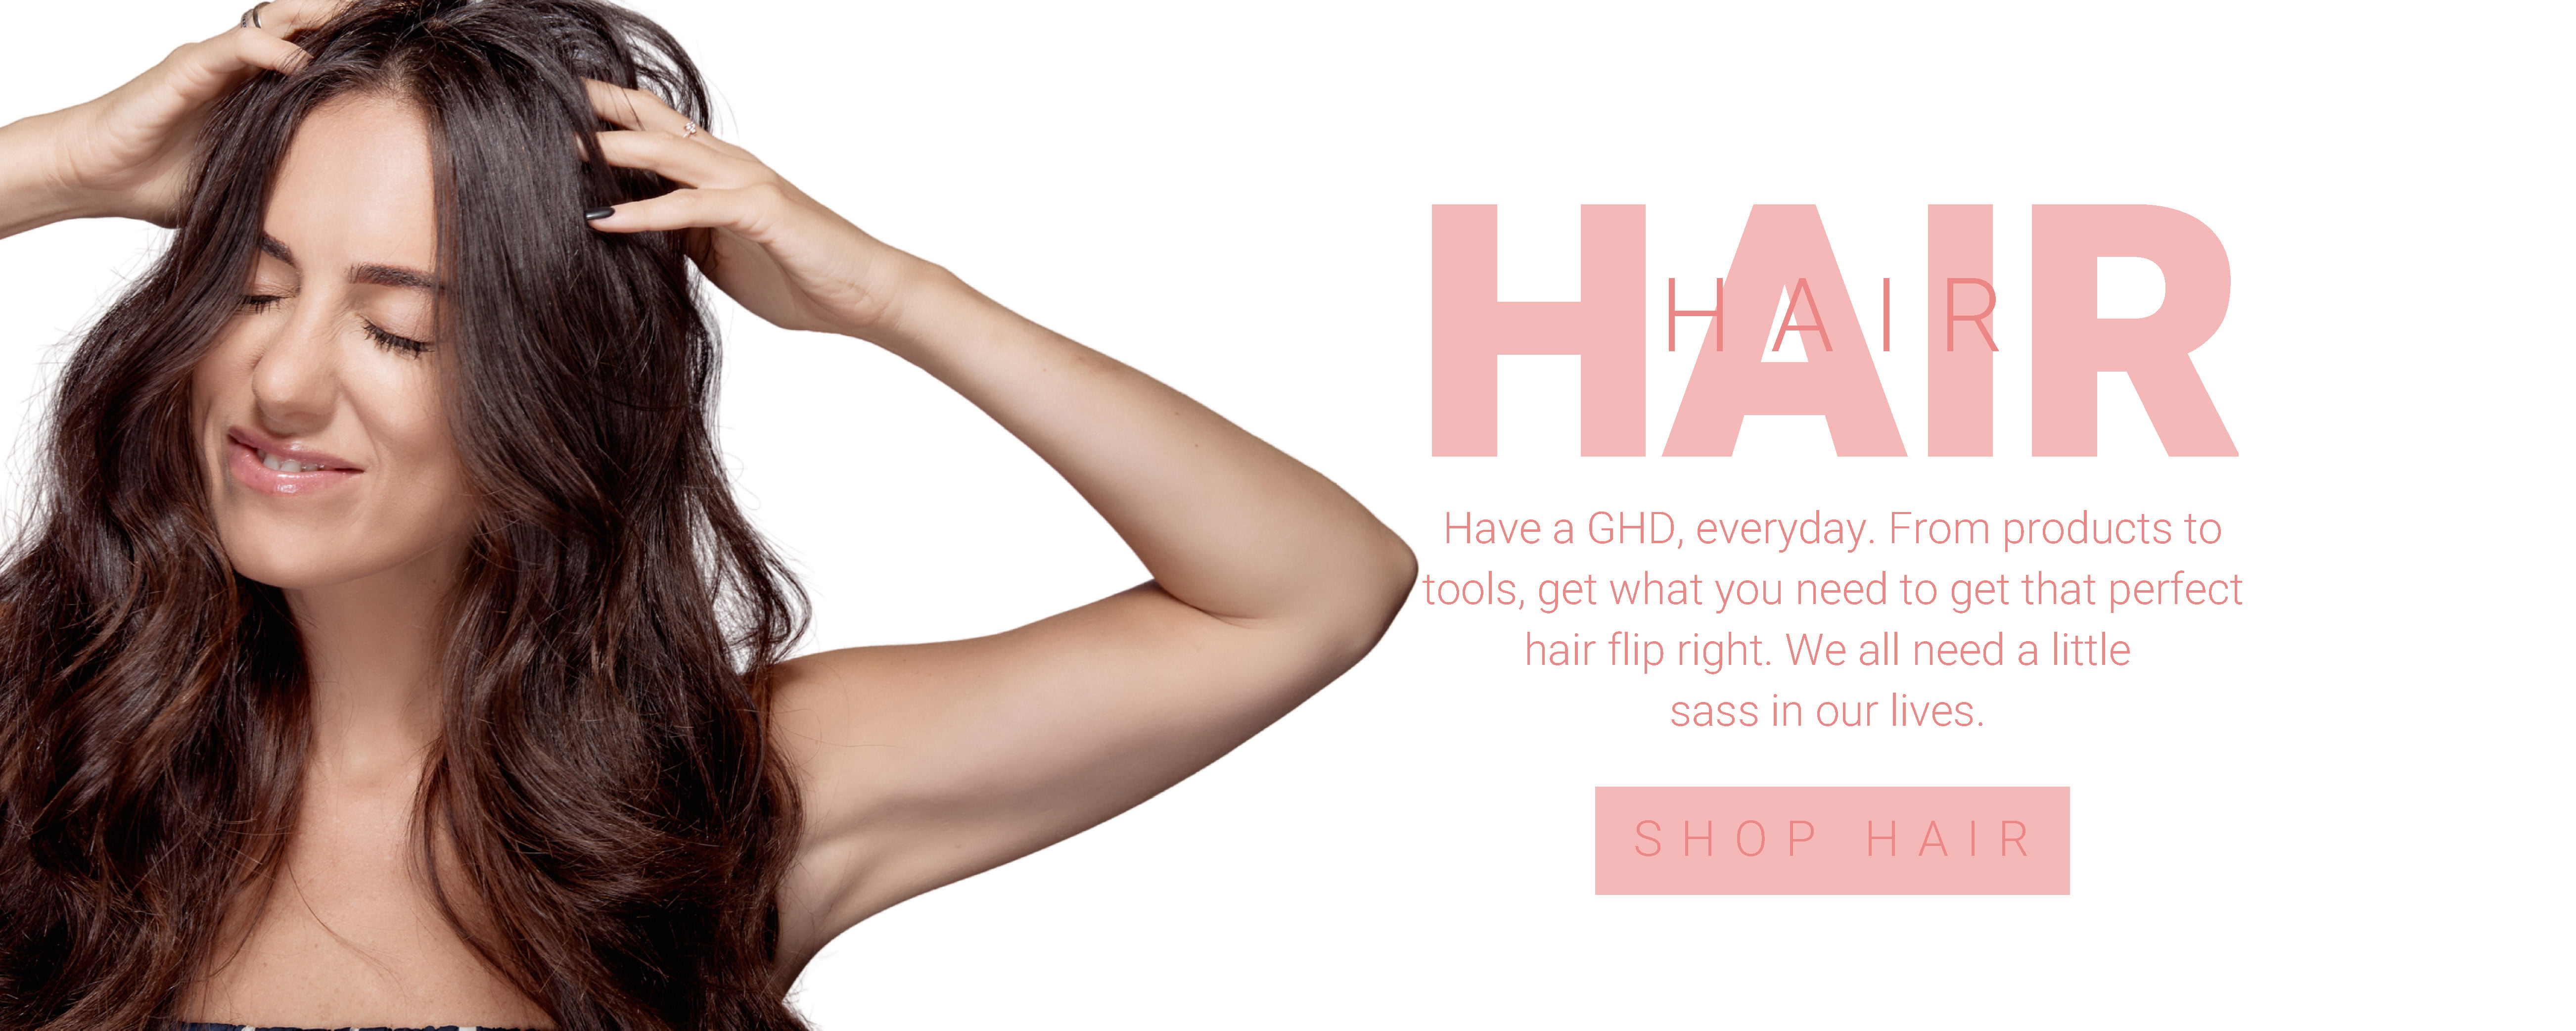 HAIR
HAIR
Have a GHD, everyday. From products to
tools, get what you need to get that perfect
hair flip right. We all need a little
sass in our lives.
SHOP HAIR